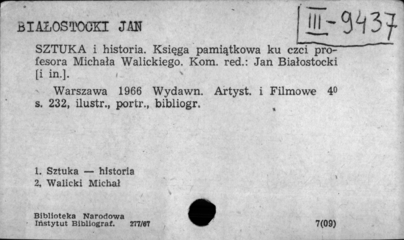 BIAŁOSTOCKI JAN
III-9437
SZTUKA i historia. Księga pamiątkowa ku czci pro-
fesora Michała Walickiego. Kom. red.: Jan Białostocki
[i in.].
Warszawa 1966 Wydawn. Artyst. i Filmowe 4⁰
s. 232, ilustr., portr., bibliogr.
1. Sztuka — historia
2. Walicki Michał
Biblioteka Narodowa
Instytut Bibliograf. 277/67
7(09)